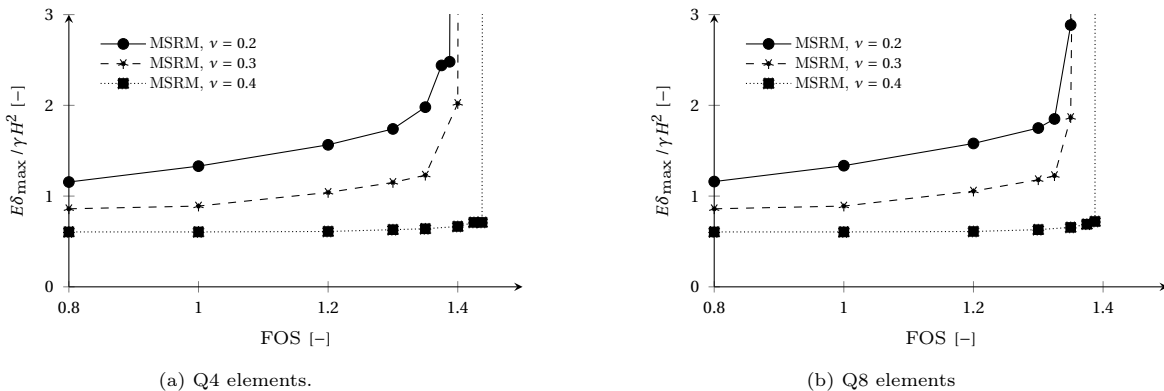 3
2
1
0
0.8
1
1.2
1.4
Eδmax/γH² [−]
FOS [−]
MSRM, ν = 0.2
MSRM, ν = 0.3
MSRM, ν = 0.4
(a) Q4 elements.
3
2
1
0
0.8
1
1.2
1.4
Eδmax/γH² [−]
FOS [−]
MSRM, ν = 0.2
MSRM, ν = 0.3
MSRM, ν = 0.4
(b) Q8 elements